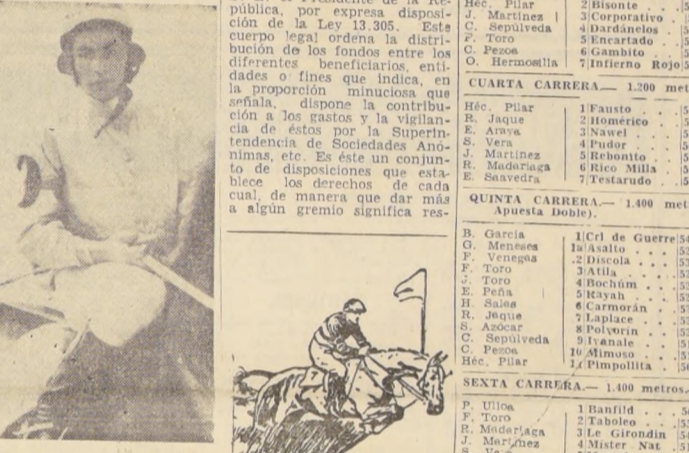 pública, por expresa disposi-
ción de la Ley 13.305. Este
cuerpo legal ordena la distri-
bución de los fondos entre los
diferentes beneficiarios, enti-
dades o fines que indica, en
la proporción minuciosa que
señala, dispone la contribu-
ción a los gastos y la vigilan-
cia de éstos por la Superin-
tendencia de Sociedades Anó-
nimas, etc. Es éste un conjun-
to de disposiciones que esta-
blece los derechos de cada
cual, de manera que dar más
a algún gremio significa res-
Héc. Pilar 2 Bisonte
J. Martínez 3 Corporativo
C. Sepúlveda 4 Dardánelos
F. Toro 5 Encartado
C. Pezoa 6 Gambito
O. Hermosilla 7 Infierno Rojo
CUARTA CARRERA.— 1.200 met
Héc. Pilar 1 Fausto
R. Jaque 2 Homérico
E. Araya 3 Nawel
S. Vera 4 Pudor
J. Martínez 5 Rebonito
R. Madariaga 6 Rico Milla
E. Saavedra 7 Testarudo
QUINTA CARRERA.— 1.400 met
Apuesta Doble).
B. García 1 Crl de Guerra
G. Meneses 1a Asalto
F. Venegas 2 Díscola
F. Toro 3 Atila
J. Toro 4 Bochúm
E. Peña 5 Rayah
H. Salas 6 Carmorán
R. Jaque 7 Laplace
S. Azócar 8 Polvorín
C. Sepúlveda 9 Ivanale
C. Pezoa 10 Mimoso
Héc. Pilar 11 Pimpollita
SEXTA CARRERA.— 1.400 metros.
P. Ulloa 1 Banfild
F. Toro 2 Taboleo
R. Madariaga 3 Le Girondin
J. Martínez 4 Mister Nat